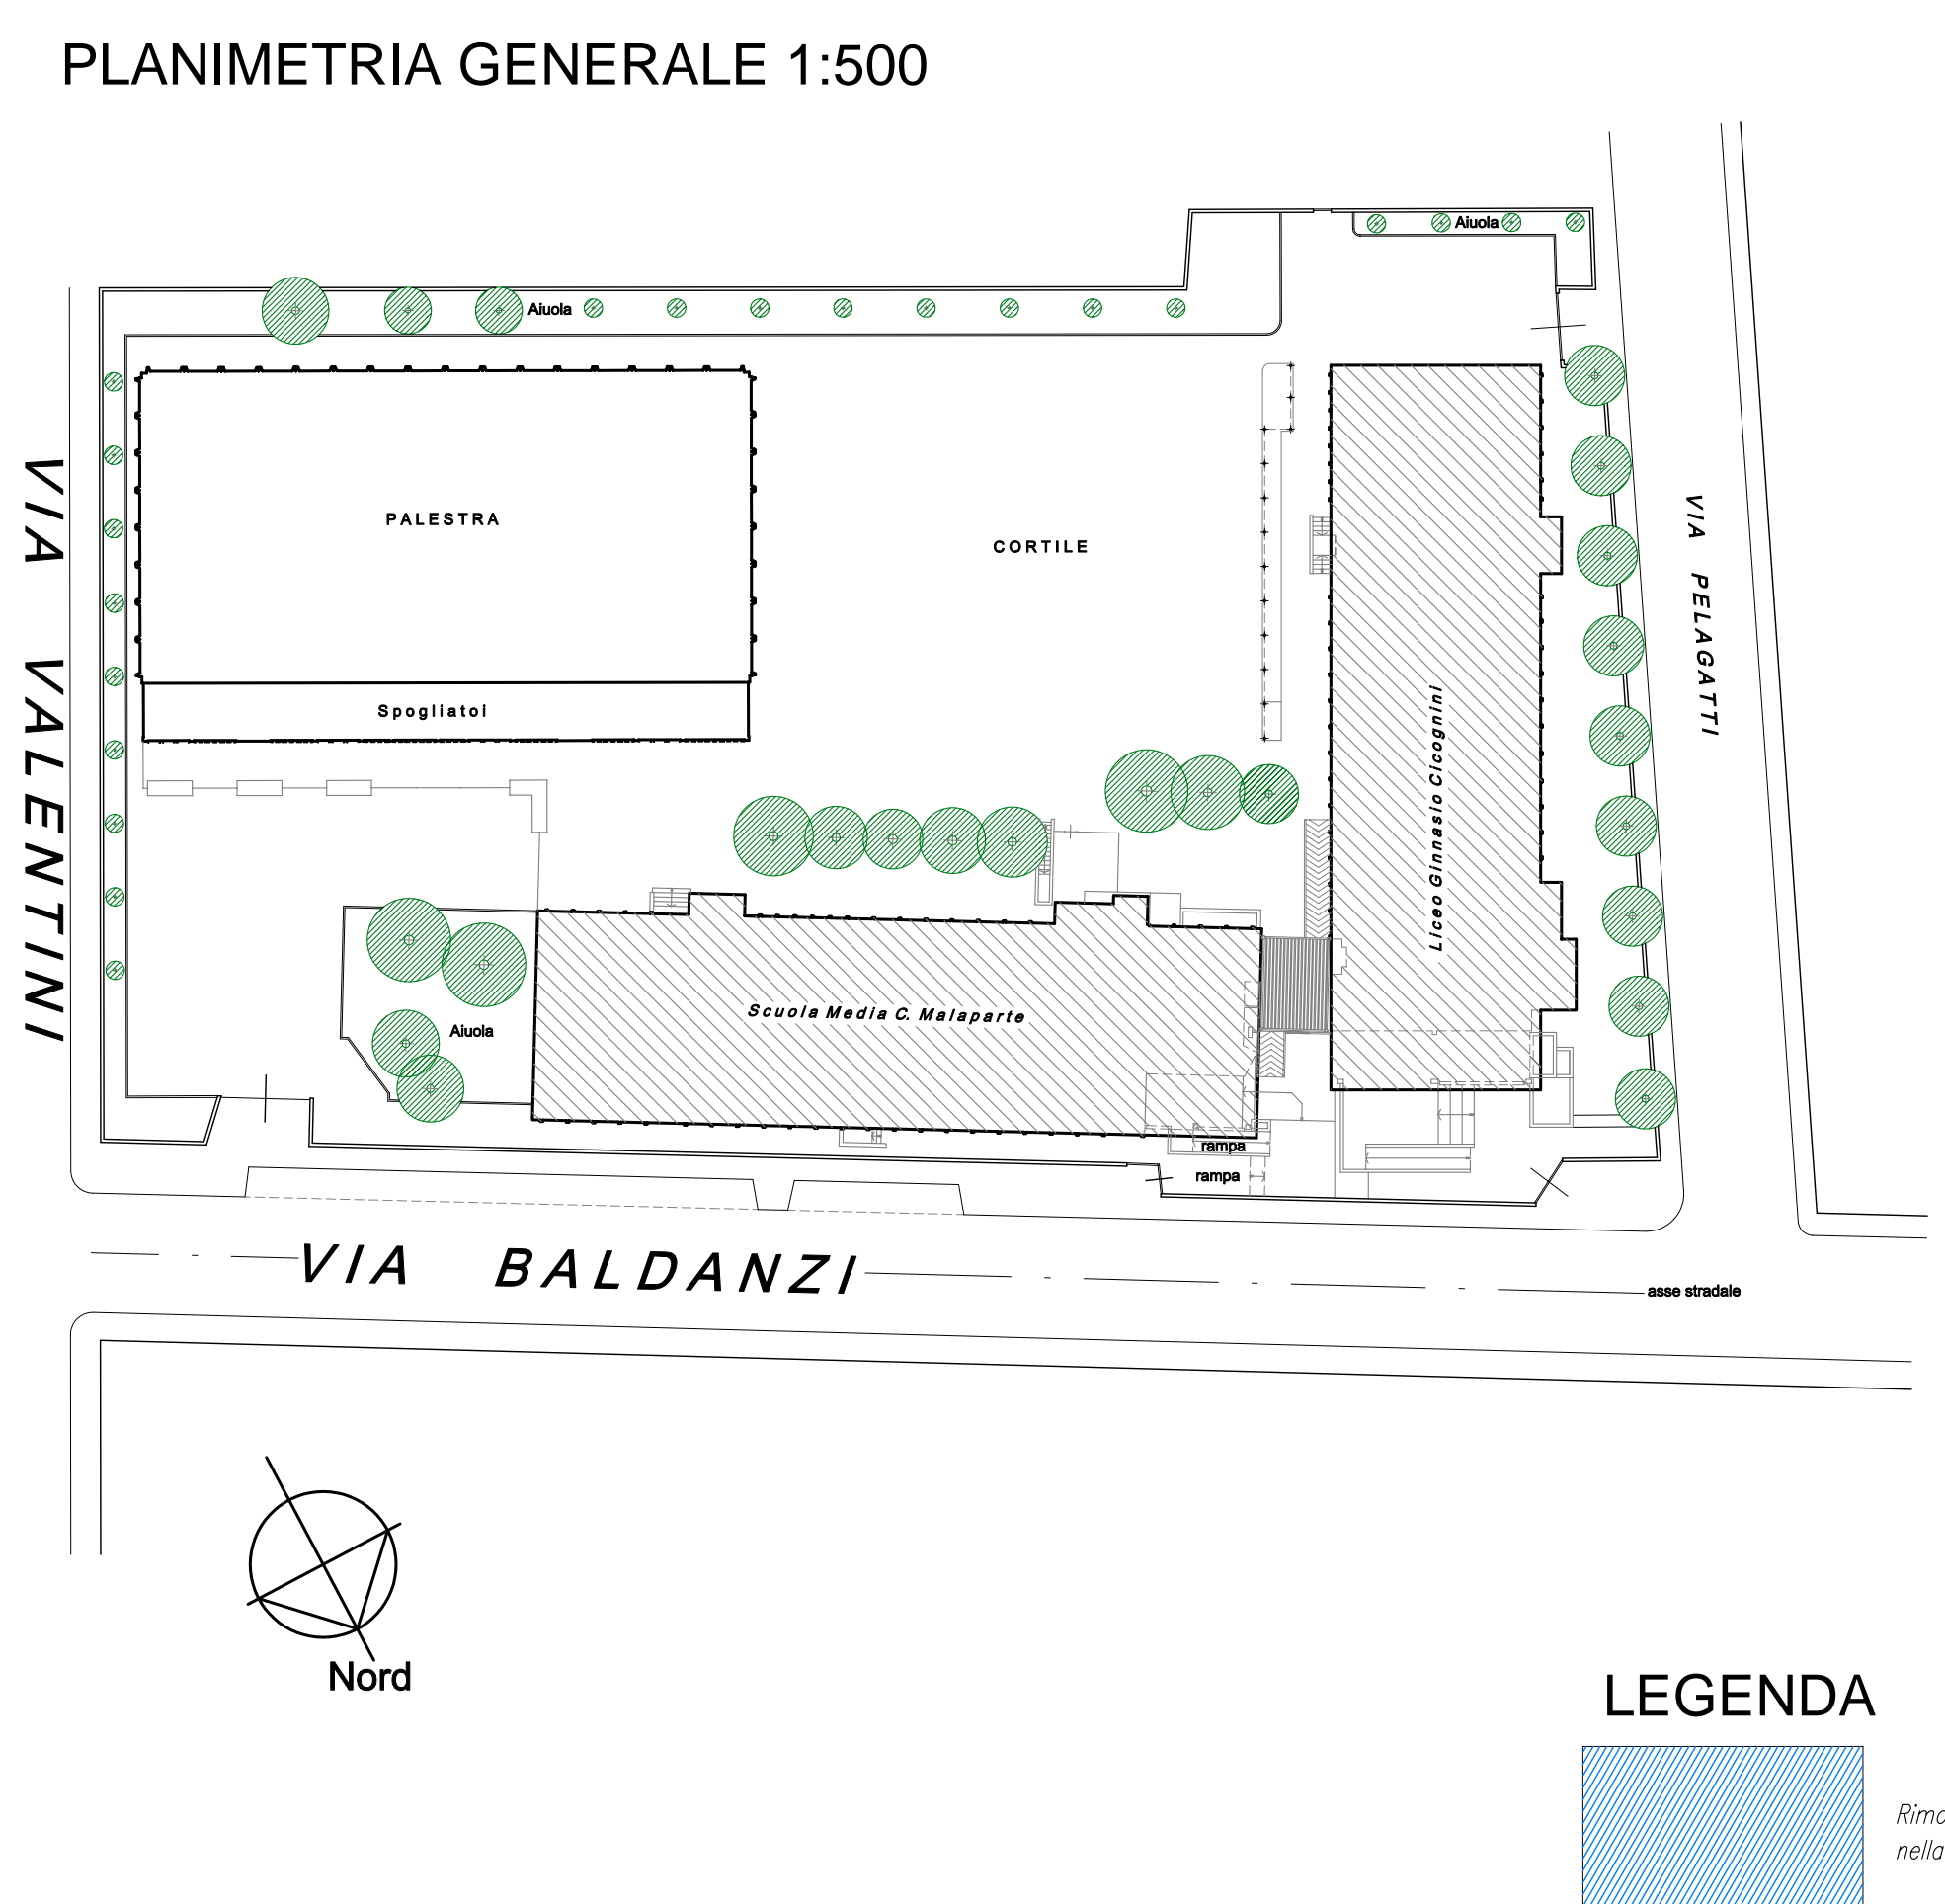 PLANIMETRIA GENERALE 1:500
Aiuola
Aiuola
VIA VALENTINI
PALESTRA
CORTILE
VIA PELAGATTI
Spogliatoi
Liceo Ginnasio Cicognini
Scuola Media C. Malaparte
Aiuola
rampa
rampa
VIA BALDANZI
asse stradale
Nord
LEGENDA
nella